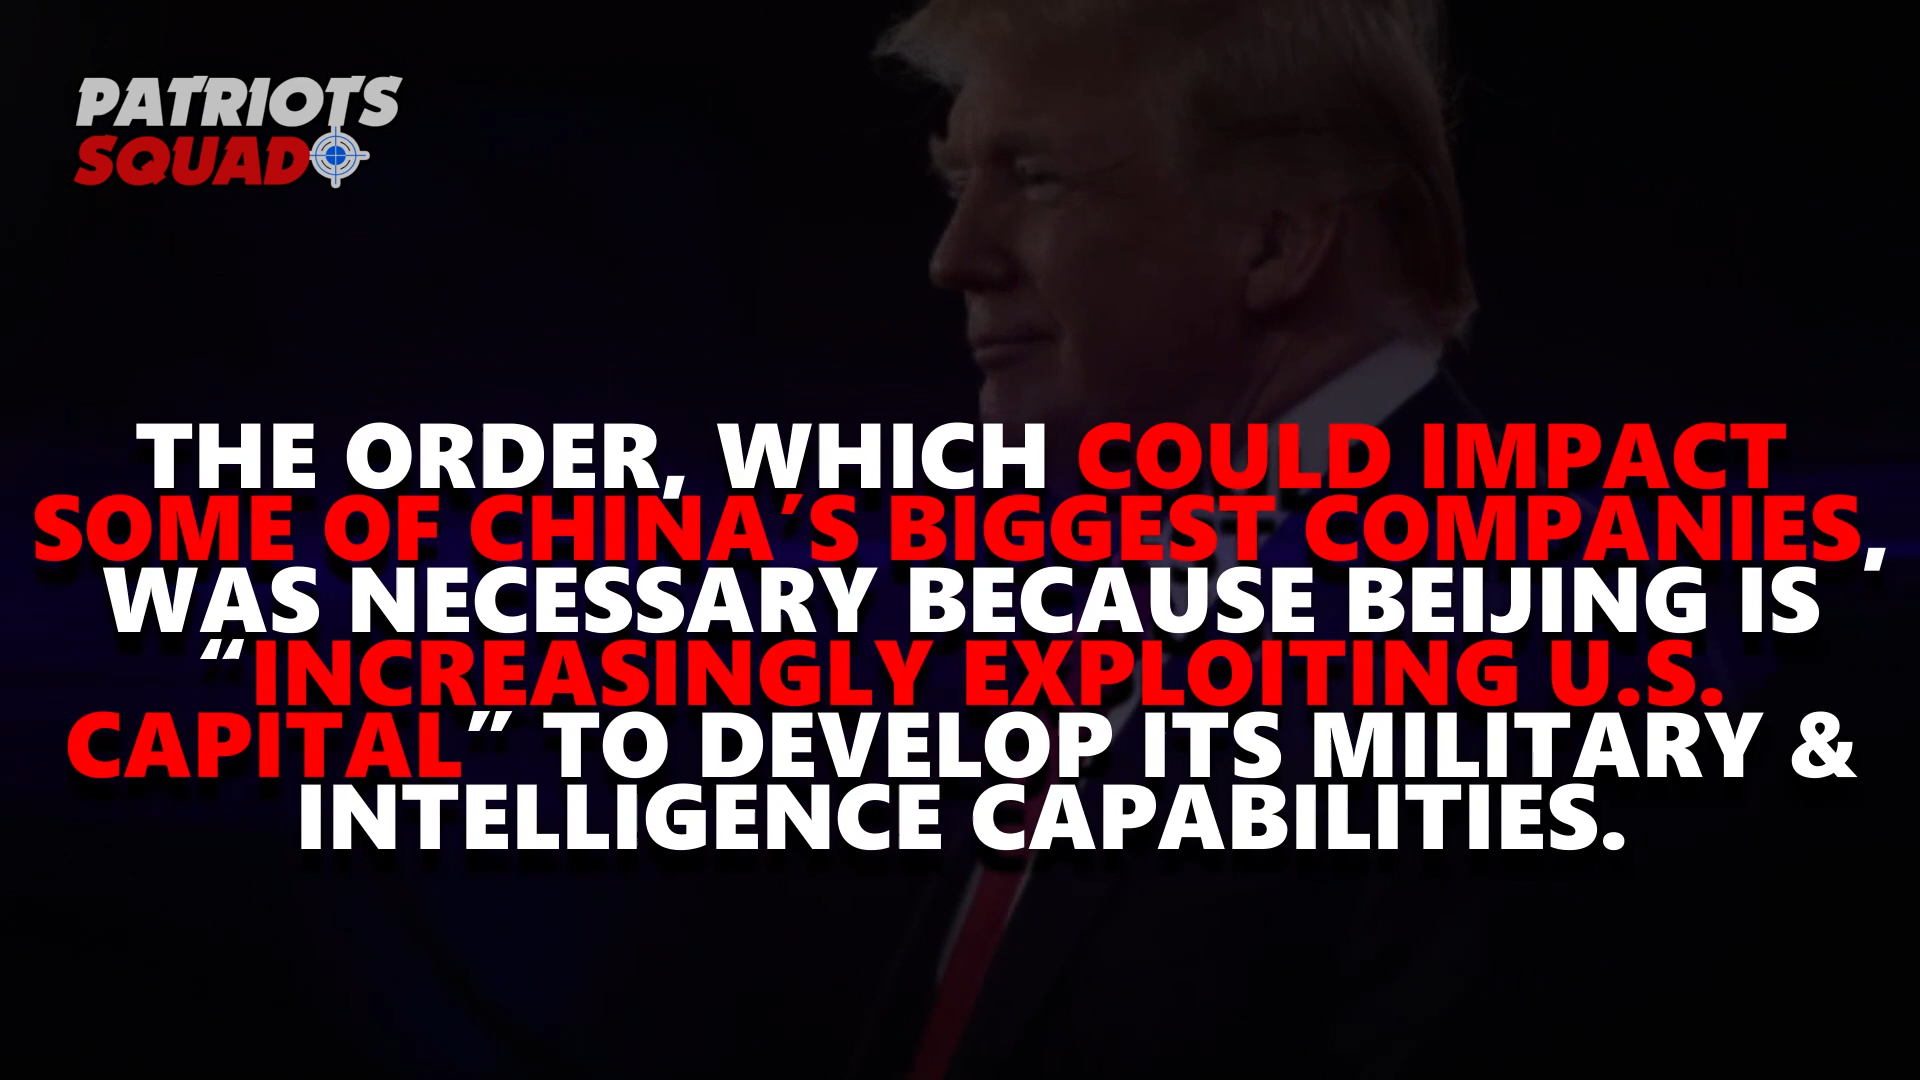 PATRIOTS
SQUAD
THE ORDER, WHICH COULD IMPACT
SOME OF CHINA’S BIGGEST COMPANIES,
WAS NECESSARY BECAUSE BEIJING IS
“INCREASINGLY EXPLOITING U.S.
CAPITAL” TO DEVELOP ITS MILITARY &
INTELLIGENCE CAPABILITIES.